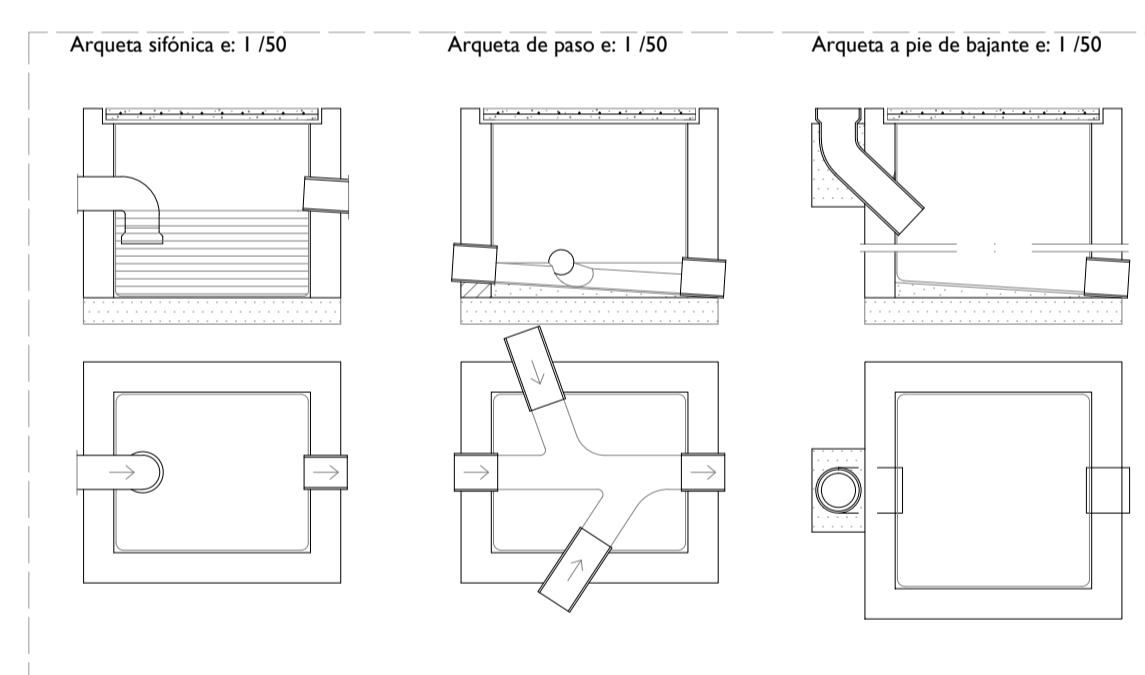 Arqueta sifónica e: 1 /50
Arqueta de paso e: 1 /50
Arqueta a pie de bajante e: 1 /50